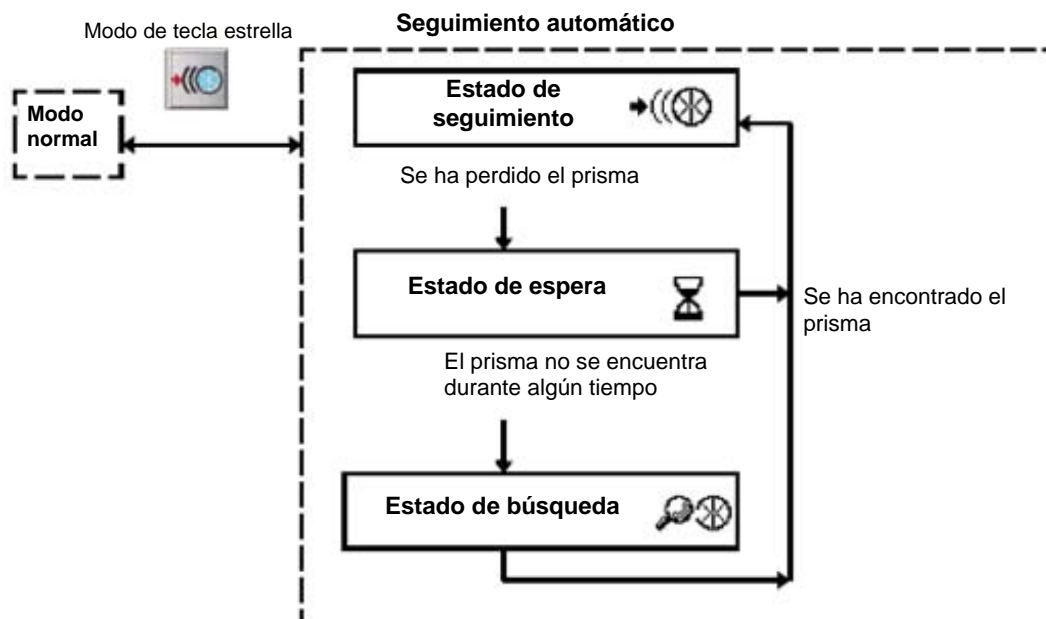 Seguimiento automático
Modo de tecla estrella
Modo
normal
Estado de
seguimiento
Se ha perdido el prisma
Estado de espera
Se ha encontrado el
prisma
El prisma no se encuentra
durante algún tiempo
Estado de búsqueda